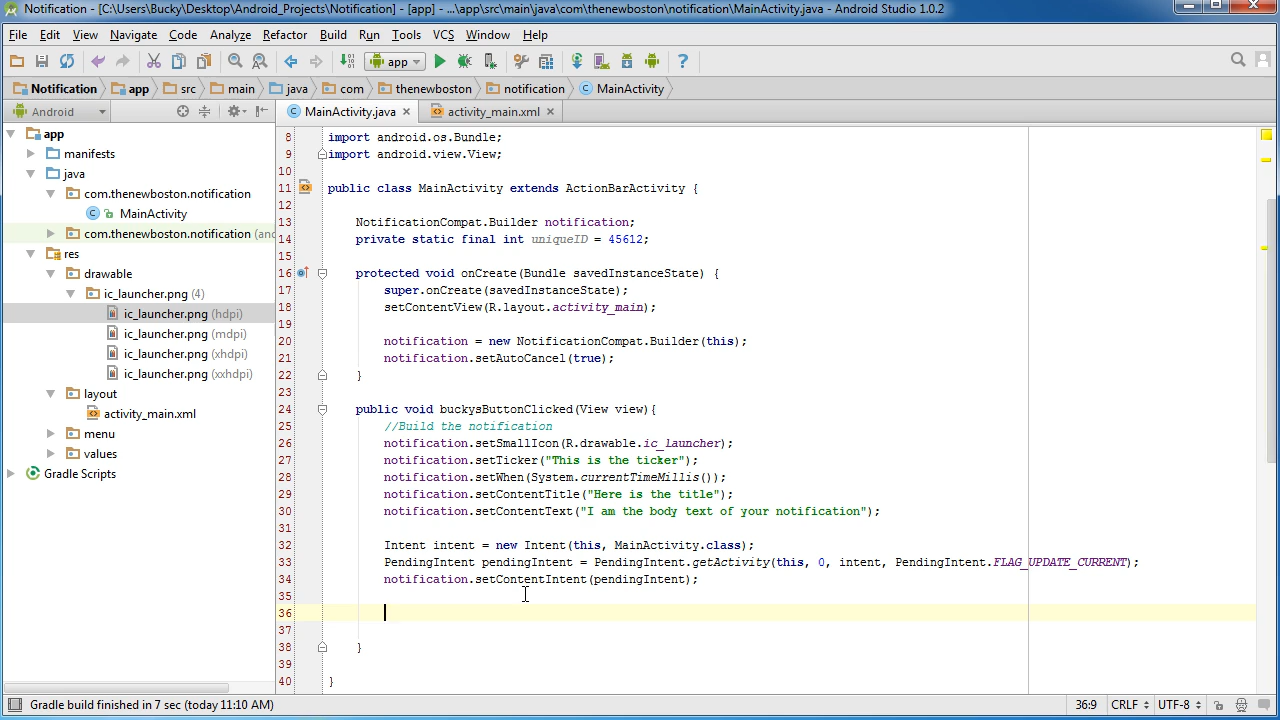 Notification - [C:\Users\Bucky\Desktop\Android_Projects\Notification] - [app] - ...\app\src\main\java\com\thenewboston\notification\MainActivity.java - Android Studio 1.0.2
File Edit View Navigate Code Analyze Refactor Build Run Tools VCS Window Help
app
Notification app src main java com thenewboston notification MainActivity
Android
MainActivity.java activity_main.xml
app
manifests
java
com.thenewboston.notification
MainActivity
com.thenewboston.notification (an
res
drawable
ic_launcher.png (4)
ic_launcher.png (hdpi)
ic_launcher.png (mdpi)
ic_launcher.png (xhdpi)
ic_launcher.png (xxhdpi)
layout
activity_main.xml
menu
values
Gradle Scripts
8 import android.os.Bundle;
9 import android.view.View;
10
11 public class MainActivity extends ActionBarActivity {
12
13 NotificationCompat.Builder notification;
14 private static final int uniqueID = 45612;
15
16 protected void onCreate(Bundle savedInstanceState) {
17 super.onCreate(savedInstanceState);
18 setContentView(R.layout.activity_main);
19
20 notification = new NotificationCompat.Builder(this);
21 notification.setAutoCancel(true);
22 }
23
24 public void buckysButtonClicked(View view){
25 //Build the notification
26 notification.setSmallIcon(R.drawable.ic_launcher);
27 notification.setTicker("This is the ticker");
28 notification.setWhen(System.currentTimeMillis());
29 notification.setContentTitle("Here is the title");
30 notification.setContentText("I am the body text of your notification");
31
32 Intent intent = new Intent(this, MainActivity.class);
33 PendingIntent pendingIntent = PendingIntent.getActivity(this, 0, intent, PendingIntent.FLAG_UPDATE_CURRENT);
34 notification.setContentIntent(pendingIntent);
35
36
37
38 }
39
40 }
Gradle build finished in 7 sec (today 11:10 AM) 36:9 CRLF UTF-8